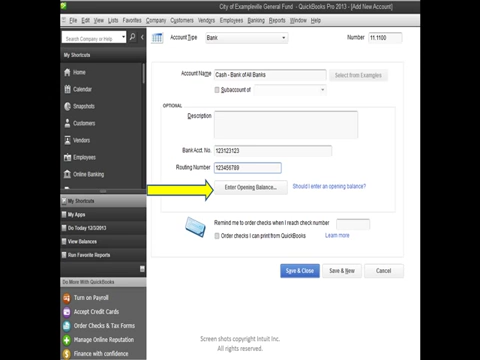 City of Exampleville General Fund - QuickBooks Pro 2013 - [Add New Account]
File Edit View Lists Favorites Company Customers Vendors Employees Banking Reports Window Help
Search Company or Help
ACCOUNT TYPE Bank NUMBER 11.1100
My Shortcuts
Home
Calendar
Snapshots
Customers
Vendors
Employees
Online Banking
Account Name Cash - Bank of All Banks Select from Examples
Subaccount of
OPTIONAL
Description
Bank Acct. No. 123123123
Routing Number 123456789
Enter Opening Balance... Should I enter an opening balance?
Remind me to order checks when I reach check number
Order checks I can print from QuickBooks Learn more
Save & Close Save & New Cancel
My Shortcuts
My Apps
Do Today 12/3/2013
View Balances
Run Favorite Reports
Do More With QuickBooks
Turn on Payroll
Accept Credit Cards
Order Checks & Tax Forms
Manage Online Reputation
Finance with confidence
Screen shots copyright Intuit Inc.
All rights reserved.